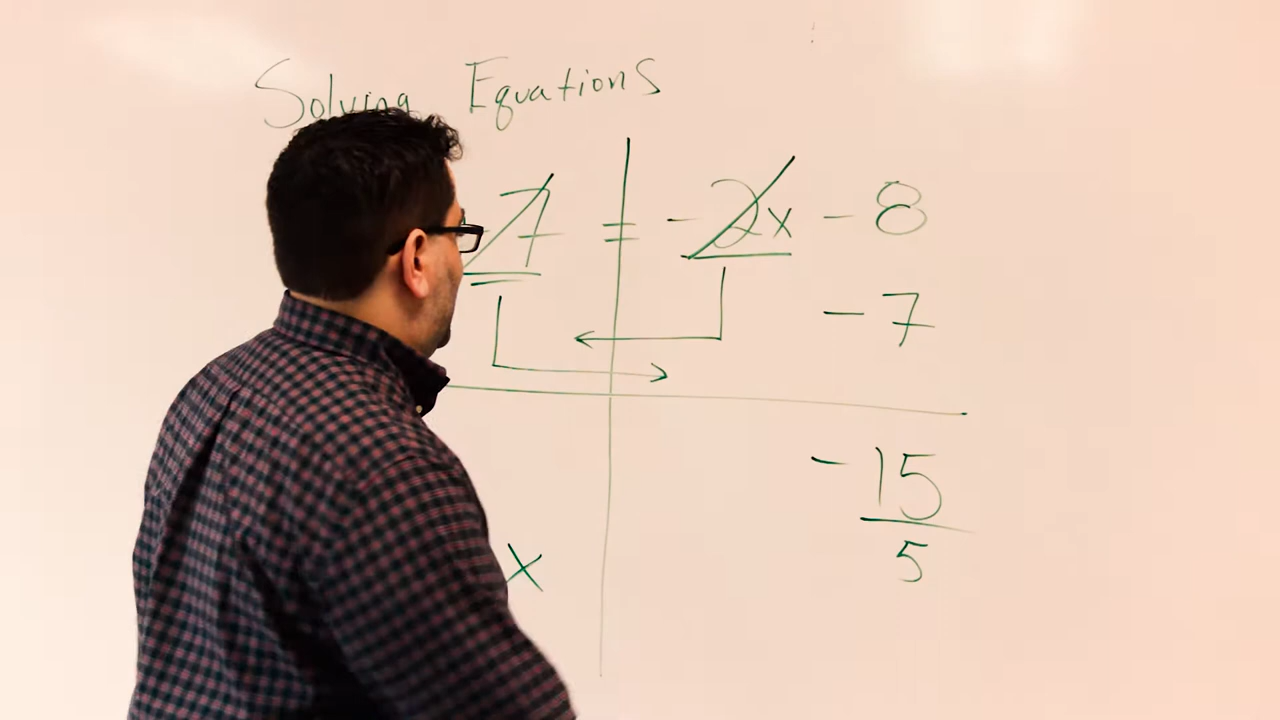 Solving Equations
7 = - 2x - 8
- 7
- 15
5
x